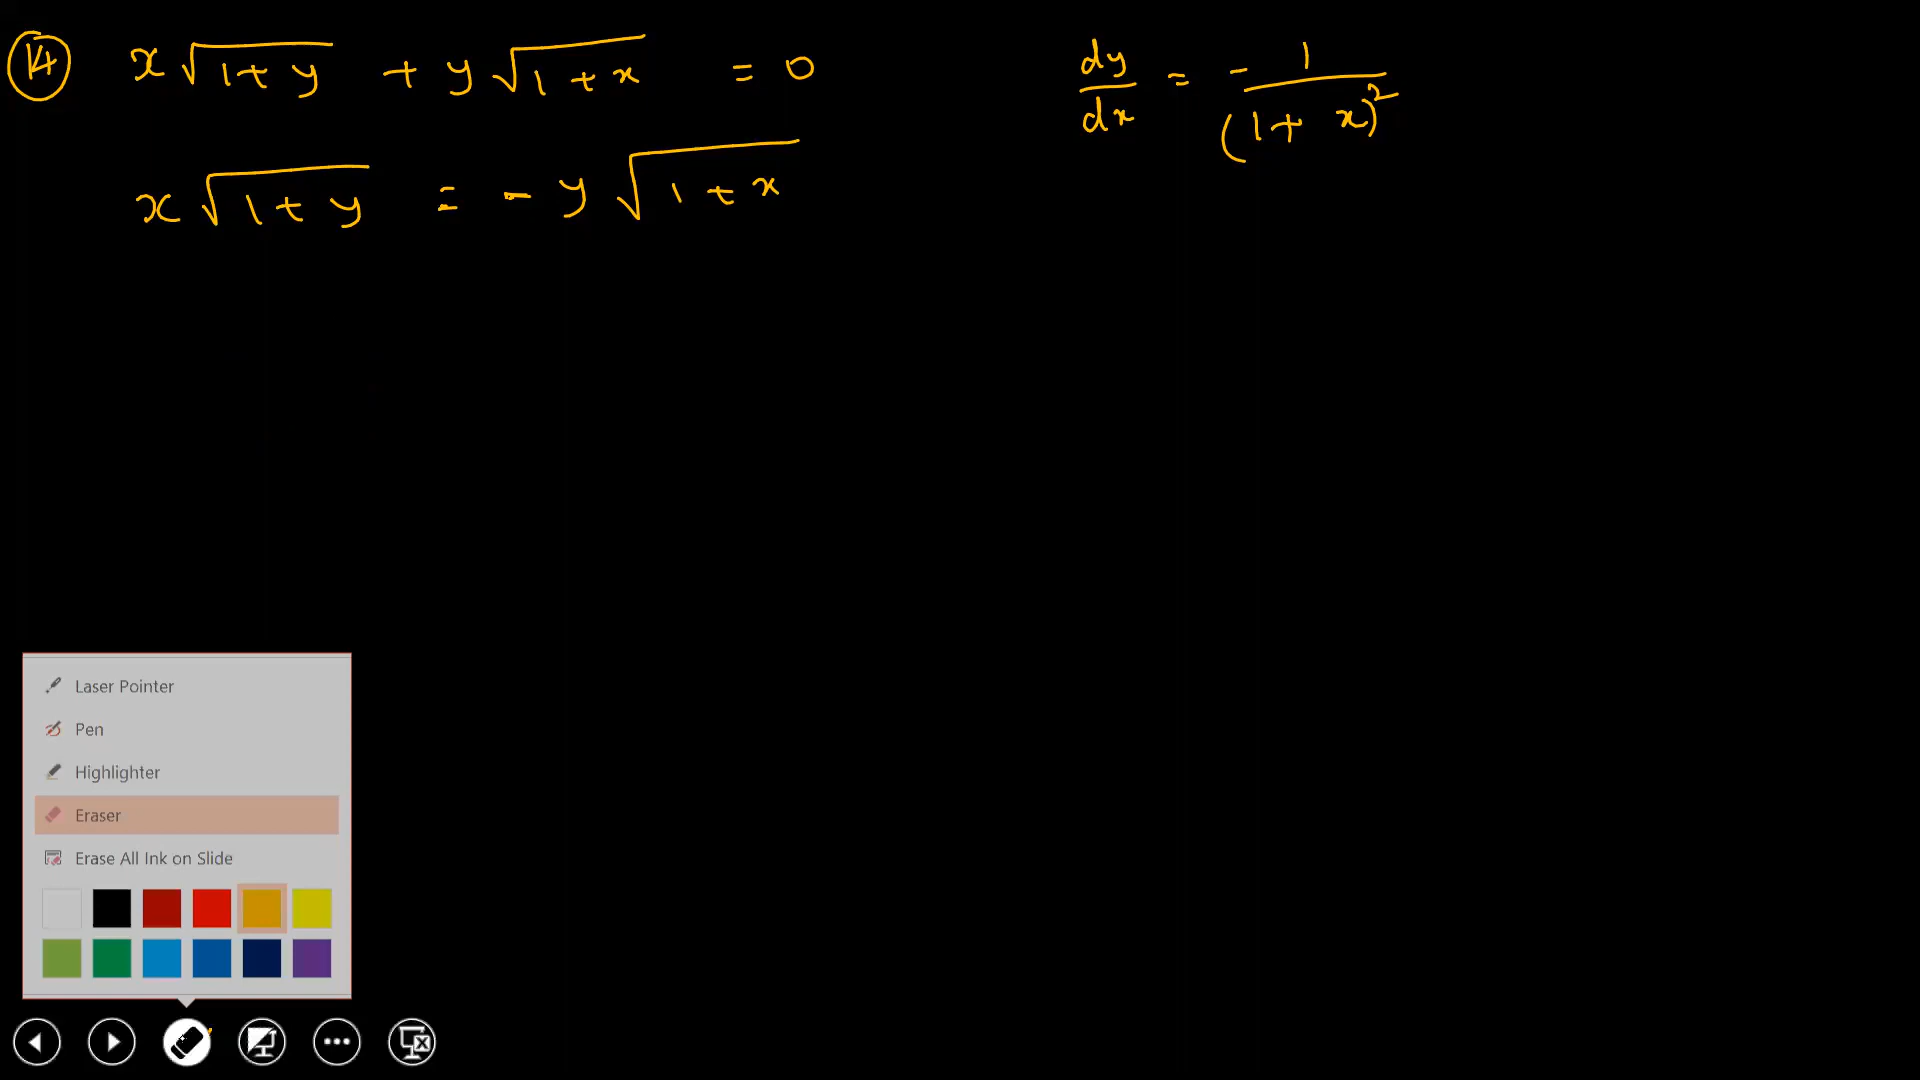 14 x√(1+y) + y√(1+x) = 0
dy/dx = -1/(1+x)²
x√(1+y) = -y√(1+x)
Laser Pointer
Pen
Highlighter
Eraser
Erase All Ink on Slide